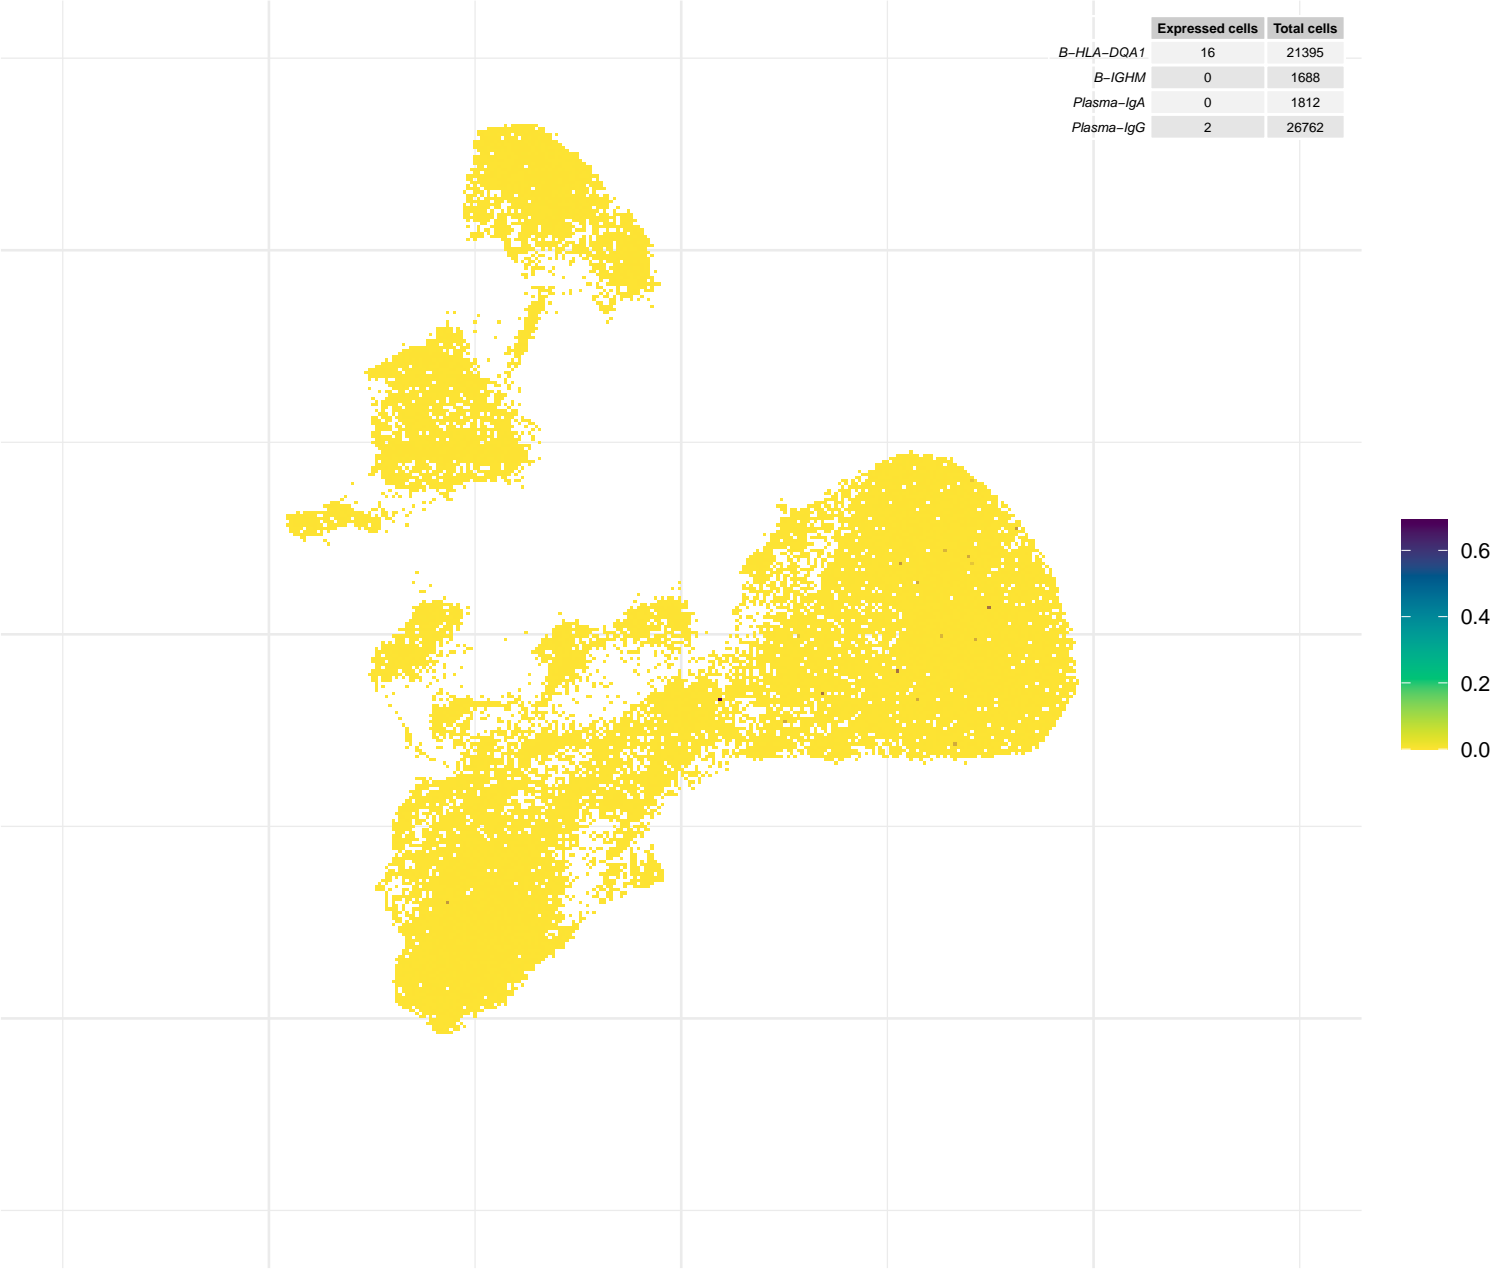 Expressed cells Total cells
B−HLA−DQA1 16 21395
B−IGHM 0 1688
Plasma−IgA 0 1812
Plasma−IgG 2 26762
0.6
0.4
0.2
0.0